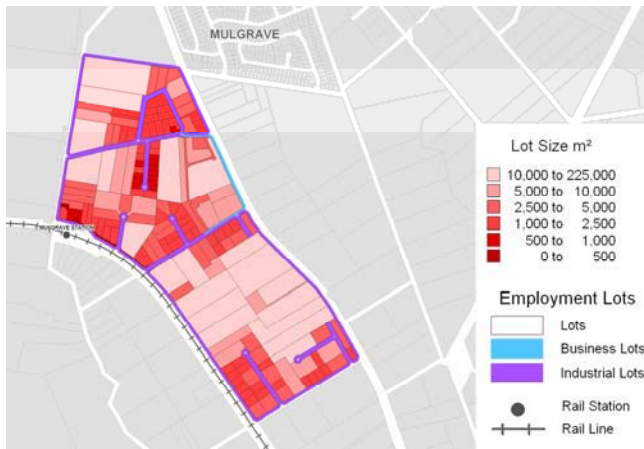 MULGRAVE
MULGRAVE STATION
Lot Size m²
10,000 to 225,000
5,000 to 10,000
2,500 to 5,000
1,000 to 2,500
500 to 1,000
0 to 500
Employment Lots
Lots
Business Lots
Industrial Lots
Rail Station
Rail Line